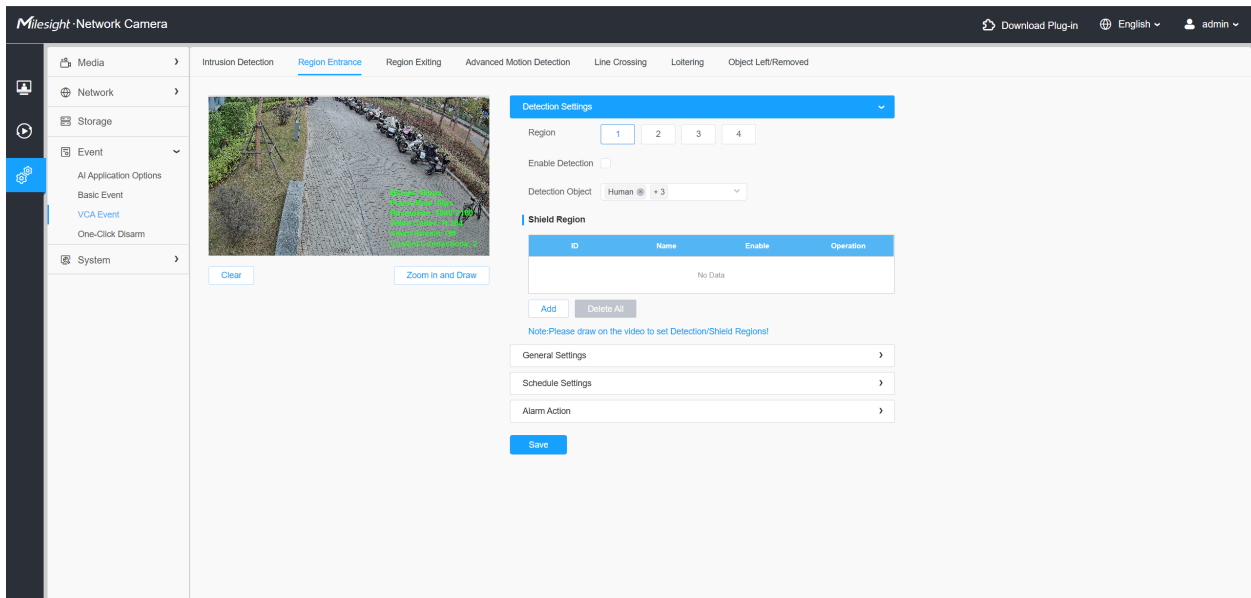 Milesight·Network Camera
Download Plug-in
English
admin
Media
Network
Storage
Event
AI Application Options
Basic Event
VCA Event
One-Click Disarm
System
Intrusion Detection
Region Entrance
Region Exiting
Advanced Motion Detection
Line Crossing
Loitering
Object Left/Removed
Clear
Zoom in and Draw
Detection Settings
Region 1 2 3 4
Enable Detection
Detection Object Human + 3
Shield Region
ID Name Enable Operation
No Data
Add Delete All
Note:Please draw on the video to set Detection/Shield Regions!
General Settings
Schedule Settings
Alarm Action
Save